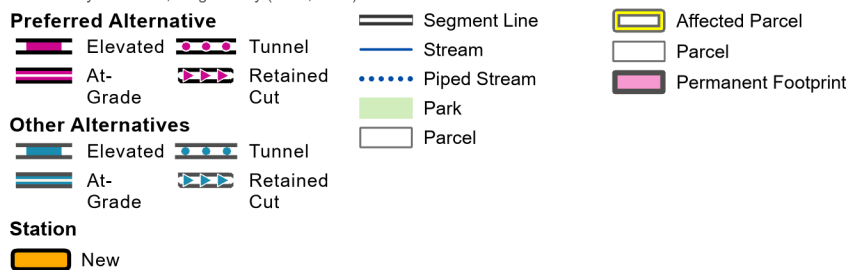 Preferred Alternative
Elevated Tunnel
At-Grade Retained Cut
Other Alternatives
Elevated Tunnel
At-Grade Retained Cut
Station
New
Segment Line
Stream
Piped Stream
Park
Parcel
Affected Parcel
Parcel
Permanent Footprint